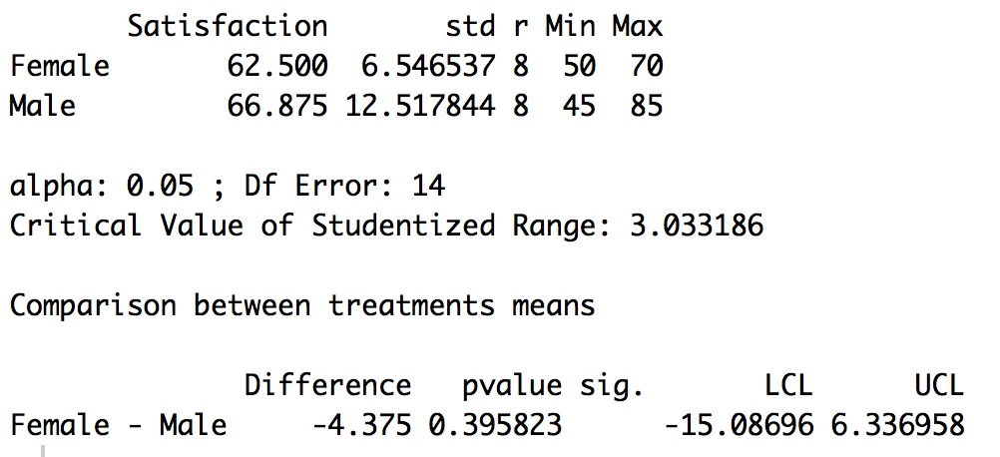 Satisfaction std r Min Max
Female 62.500 6.546537 8 50 70
Male 66.875 12.517844 8 45 85
alpha: 0.05 ; Df Error: 14
Critical Value of Studentized Range: 3.033186
Comparison between treatments means
Difference pvalue sig. LCL UCL
Female - Male -4.375 0.395823 -15.08696 6.336958